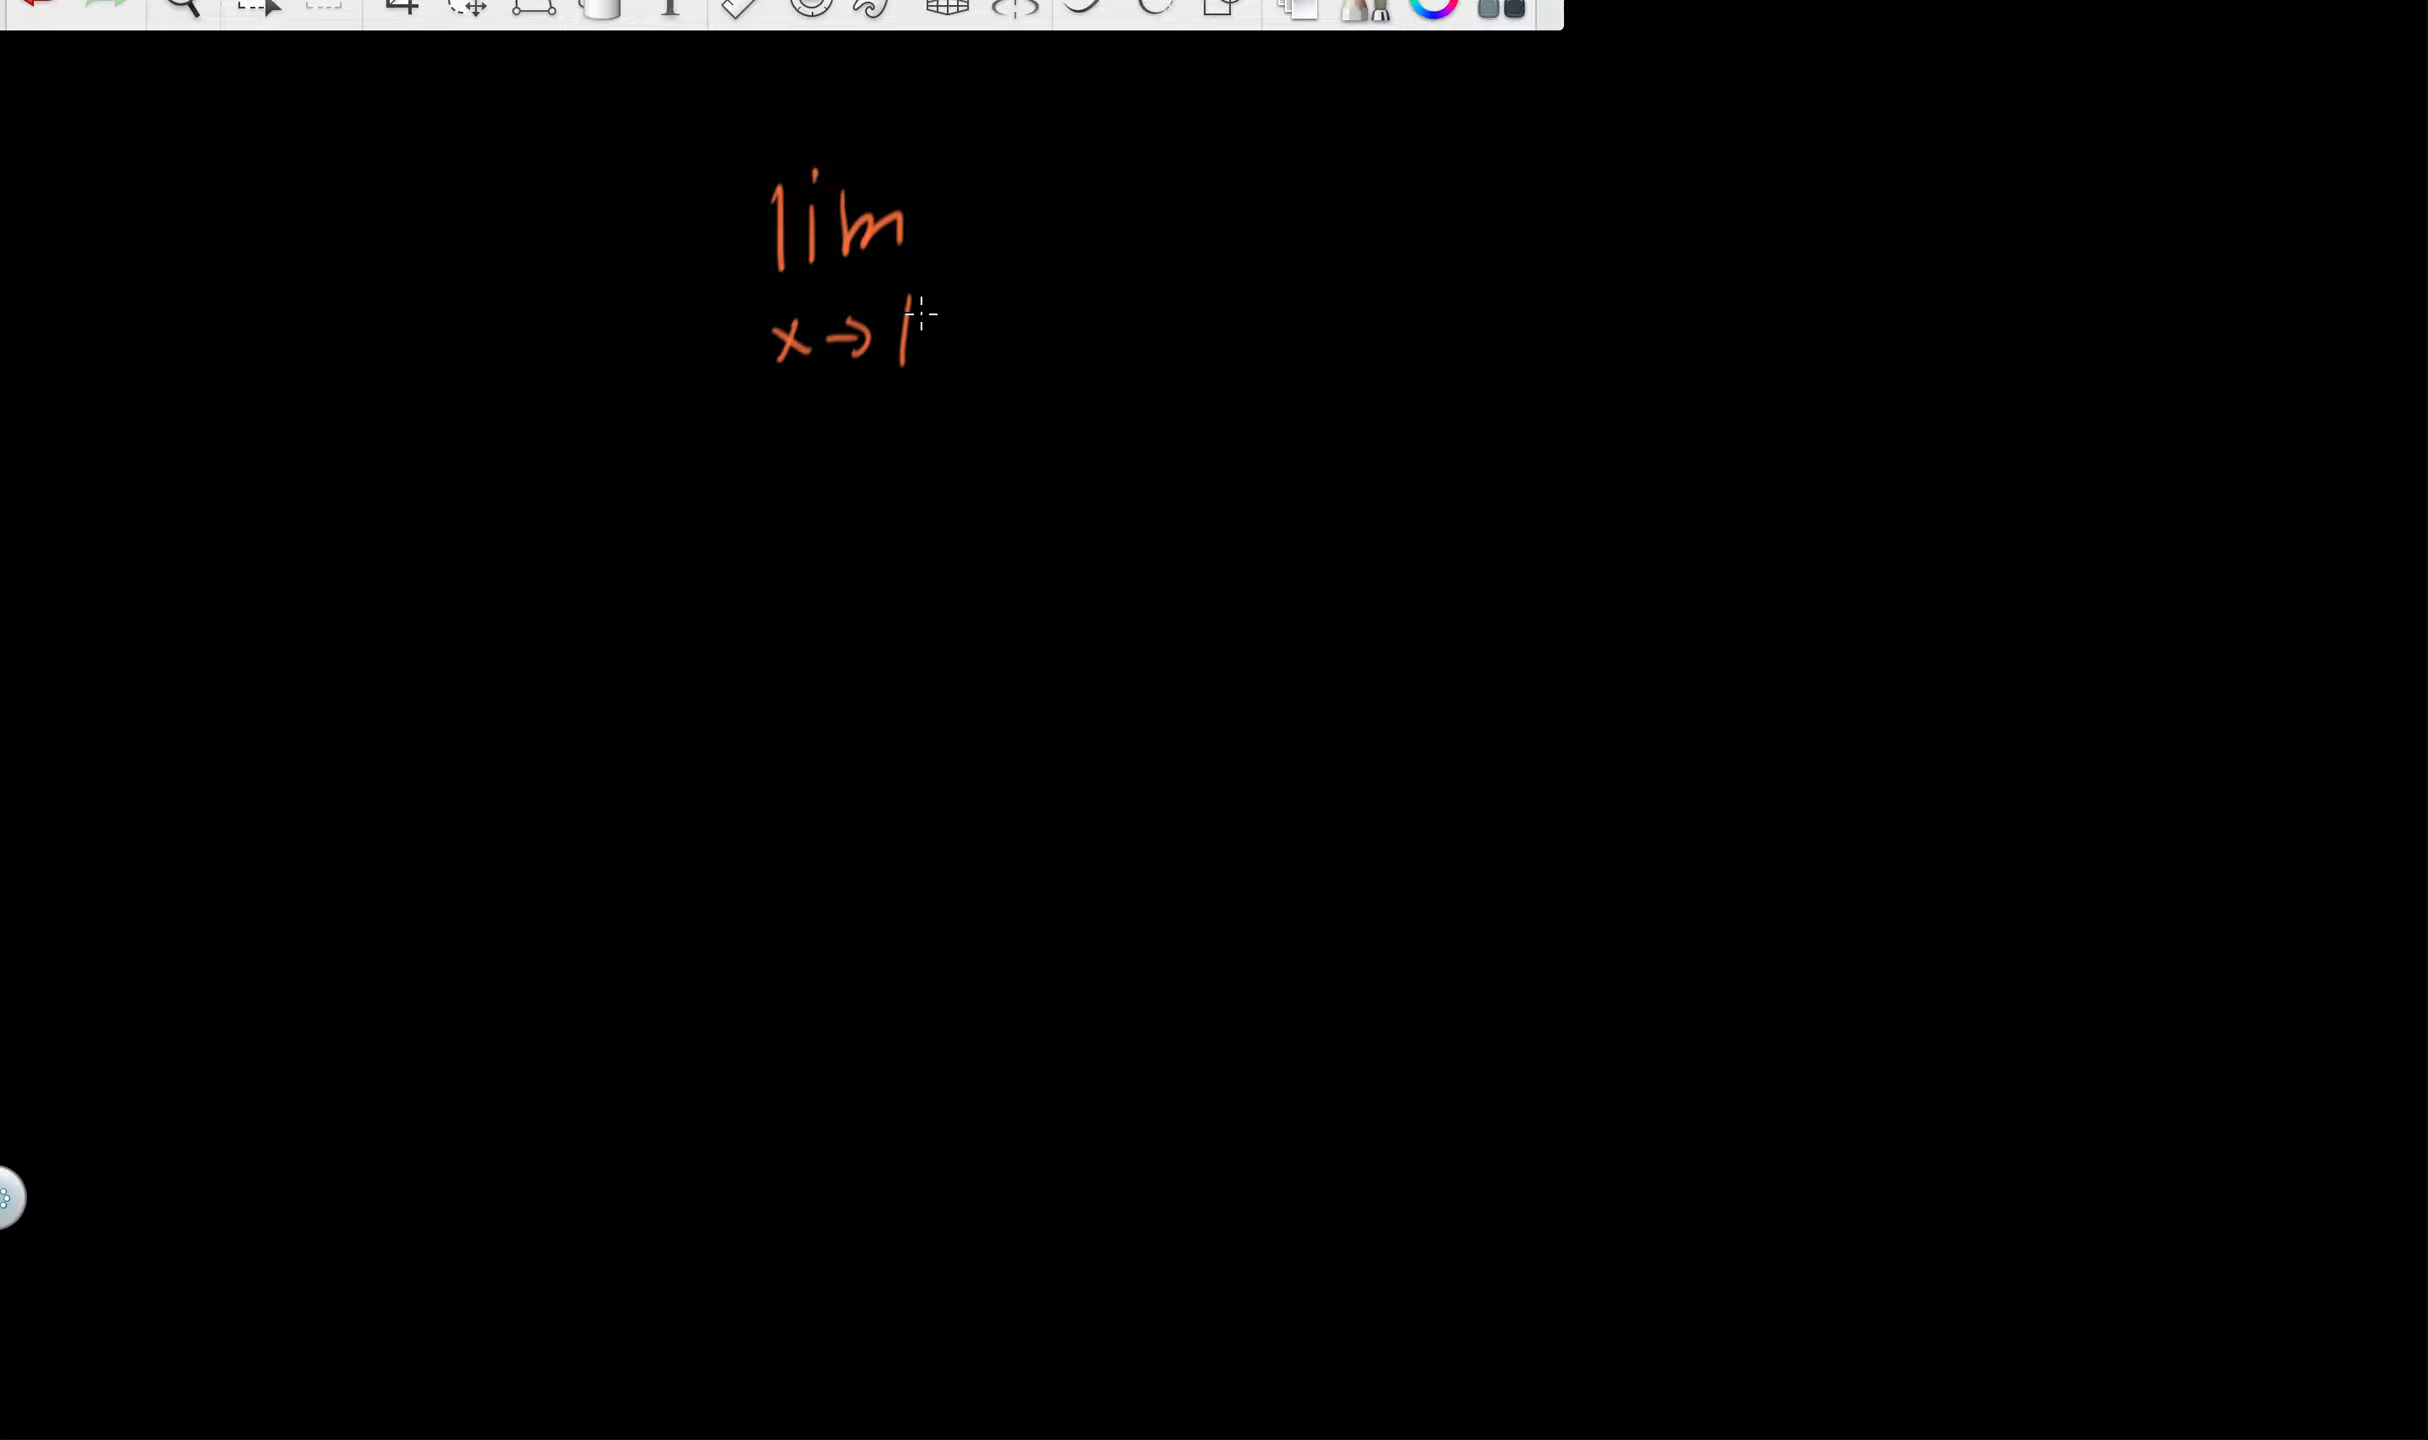 lim
x → 1